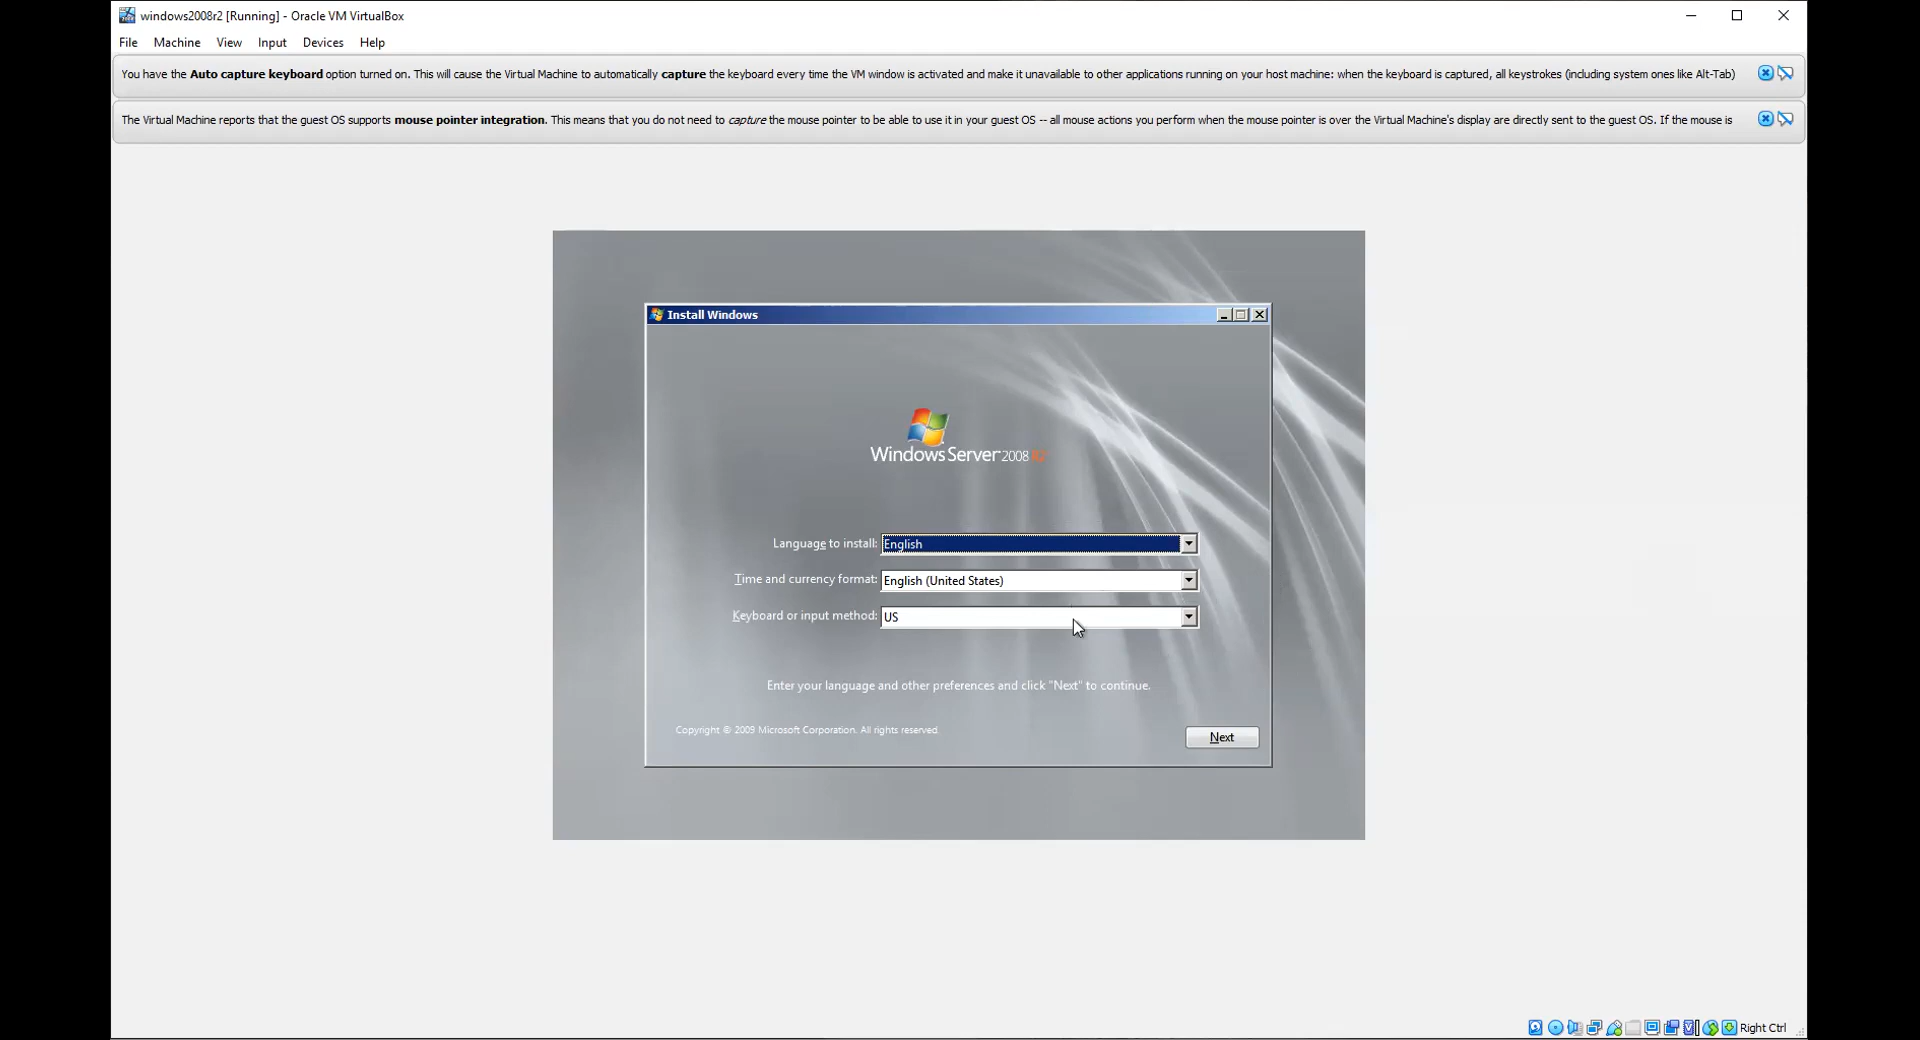 windows2008r2 [Running] - Oracle VM VirtualBox
File Machine View Input Devices Help
You have the Auto capture keyboard option turned on. This will cause the Virtual Machine to automatically capture the keyboard every time the VM window is activated and make it unavailable to other applications running on your host machine: when the keyboard is captured, all keystrokes (including system ones like Alt-Tab)
The Virtual Machine reports that the guest OS supports mouse pointer integration. This means that you do not need to capture the mouse pointer to be able to use it in your guest OS -- all mouse actions you perform when the mouse pointer is over the Virtual Machine's display are directly sent to the guest OS. If the mouse is
Install Windows
Windows Server 2008 R2
Language to install: English
Time and currency format: English (United States)
Keyboard or input method: US
Enter your language and other preferences and click "Next" to continue.
Copyright © 2009 Microsoft Corporation. All rights reserved.
Next
Right Ctrl